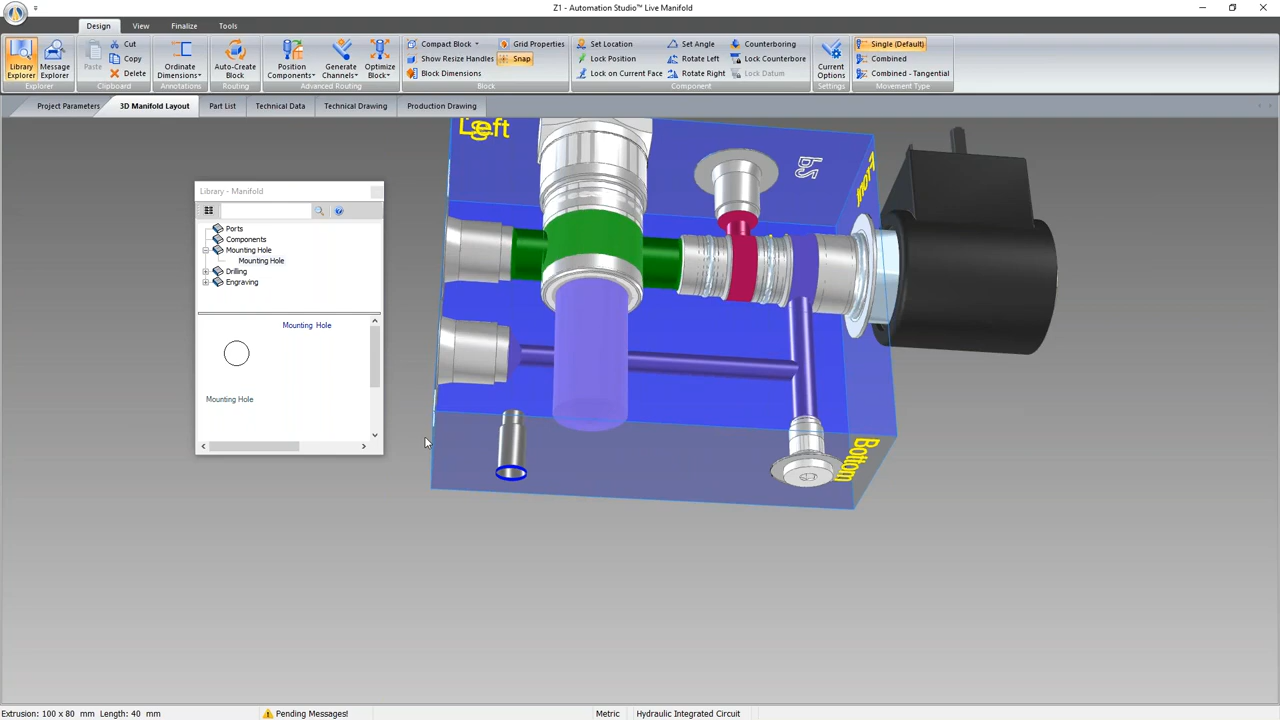 Z1 - Automation Studio™ Live Manifold
Design View Finalize Tools
Library Explorer
Message Explorer
Explorer
Paste
Cut
Copy
Delete
Clipboard
Ordinate Dimensions
Annotations
Auto-Create Block
Routing
Position Components
Generate Channels
Optimize Block
Advanced Routing
Compact Block
Show Resize Handles
Block Dimensions
Grid Properties
Snap
Block
Set Location
Lock Position
Lock on Current Face
Set Angle
Rotate Left
Rotate Right
Counterboring
Lock Counterbore
Lock Datum
Component
Current Options
Settings
Single (Default)
Combined
Combined - Tangential
Movement Type
Project Parameters
3D Manifold Layout
Part List
Technical Data
Technical Drawing
Production Drawing
Library - Manifold
Ports
Components
Mounting Hole
Mounting Hole
Drilling
Engraving
Mounting Hole
Mounting Hole
Left
P2
Front
Bottom
Extrusion: 100 x 80 mm Length: 40 mm
Pending Messages!
Metric
Hydraulic Integrated Circuit